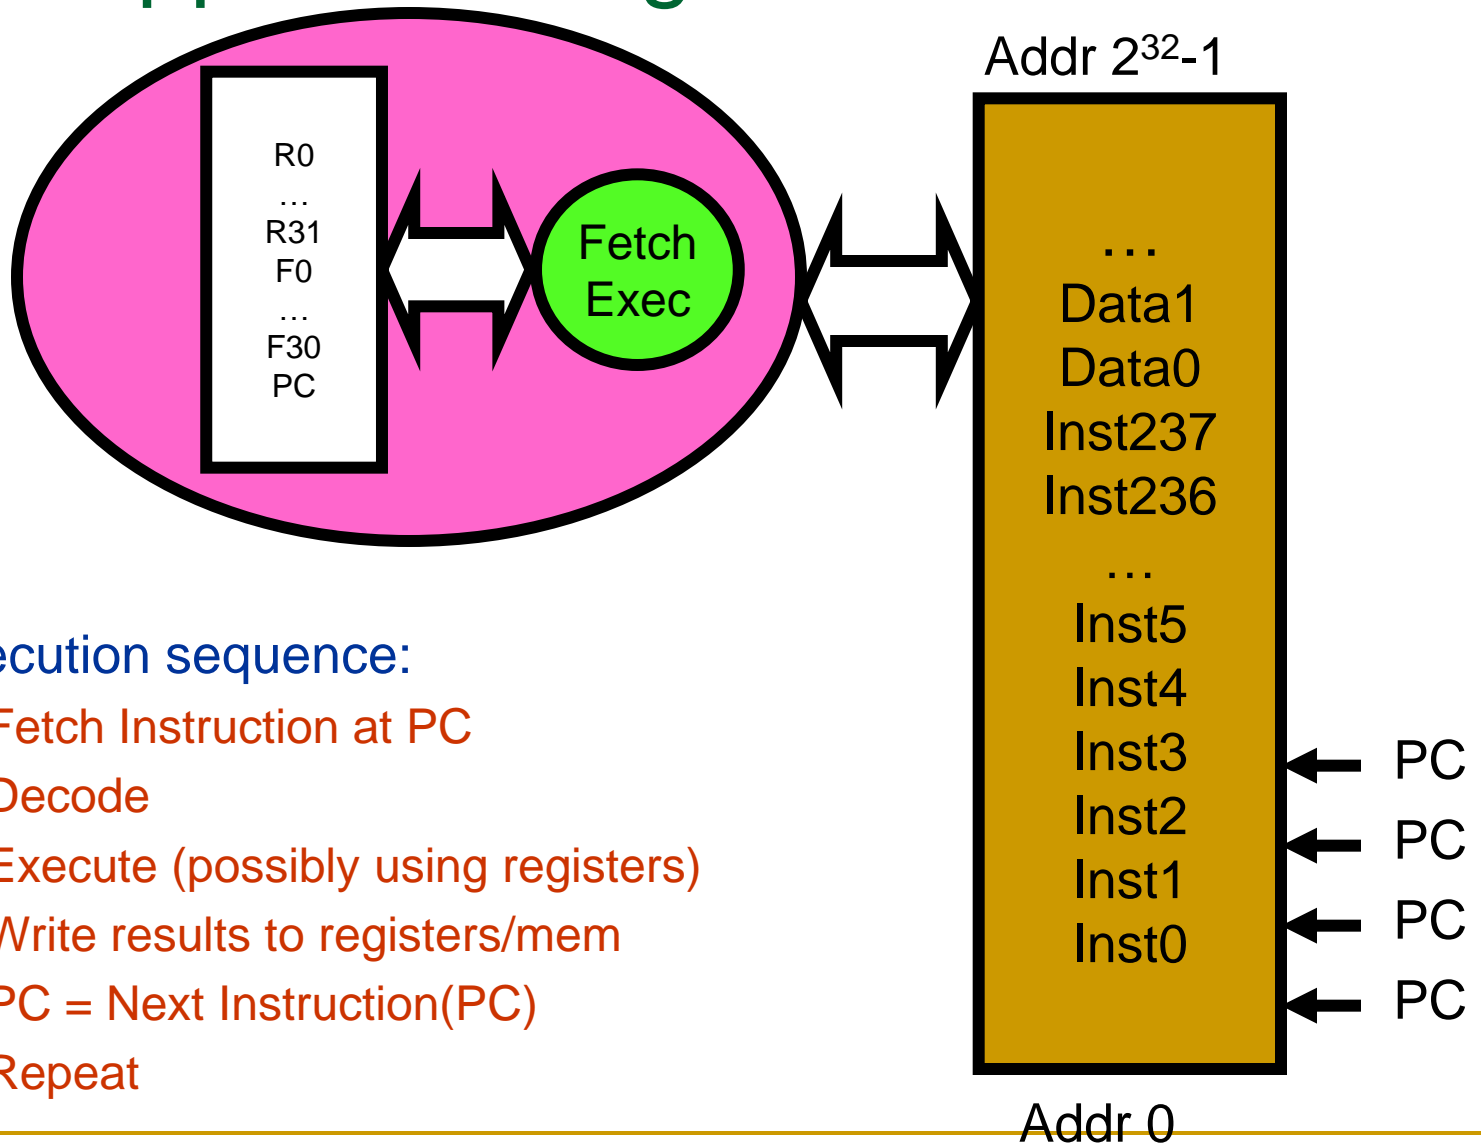 R0
…
R31
F0
…
F30
PC
Fetch
Exec
Addr 2³²-1
…
Data1
Data0
Inst237
Inst236
…
Inst5
Inst4
Inst3
Inst2
Inst1
Inst0
PC
PC
PC
PC
Addr 0
ecution sequence:
Fetch Instruction at PC
Decode
Execute (possibly using registers)
Write results to registers/mem
PC = Next Instruction(PC)
Repeat